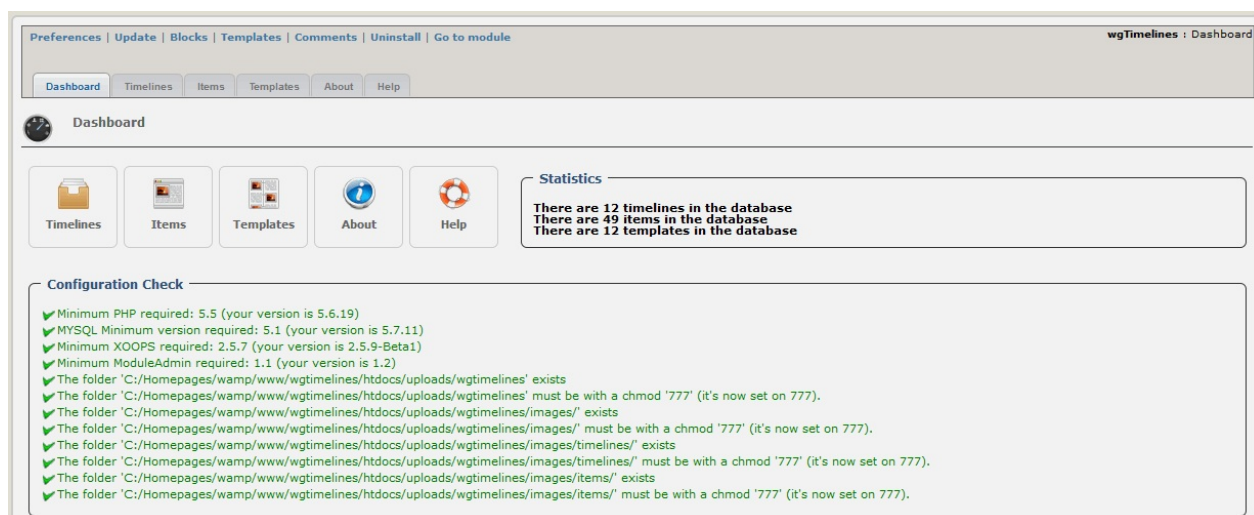 Preferences | Update | Blocks | Templates | Comments | Uninstall | Go to module
wgTimelines : Dashboard
Dashboard Timelines Items Templates About Help
Dashboard
Timelines Items Templates About Help
Statistics
There are 12 timelines in the database
There are 49 items in the database
There are 12 templates in the database
Configuration Check
Minimum PHP required: 5.5 (your version is 5.6.19)
MYSQL Minimum version required: 5.1 (your version is 5.7.11)
Minimum XOOPS required: 2.5.7 (your version is 2.5.9-Beta1)
Minimum ModuleAdmin required: 1.1 (your version is 1.2)
The folder 'C:/Homepages/wamp/www/wgtimelines/htdocs/uploads/wgtimelines' exists
The folder 'C:/Homepages/wamp/www/wgtimelines/htdocs/uploads/wgtimelines' must be with a chmod '777' (it's now set on 777).
The folder 'C:/Homepages/wamp/www/wgtimelines/htdocs/uploads/wgtimelines/images/' exists
The folder 'C:/Homepages/wamp/www/wgtimelines/htdocs/uploads/wgtimelines/images/' must be with a chmod '777' (it's now set on 777).
The folder 'C:/Homepages/wamp/www/wgtimelines/htdocs/uploads/wgtimelines/images/timelines/' exists
The folder 'C:/Homepages/wamp/www/wgtimelines/htdocs/uploads/wgtimelines/images/timelines/' must be with a chmod '777' (it's now set on 777).
The folder 'C:/Homepages/wamp/www/wgtimelines/htdocs/uploads/wgtimelines/images/items/' exists
The folder 'C:/Homepages/wamp/www/wgtimelines/htdocs/uploads/wgtimelines/images/items/' must be with a chmod '777' (it's now set on 777).